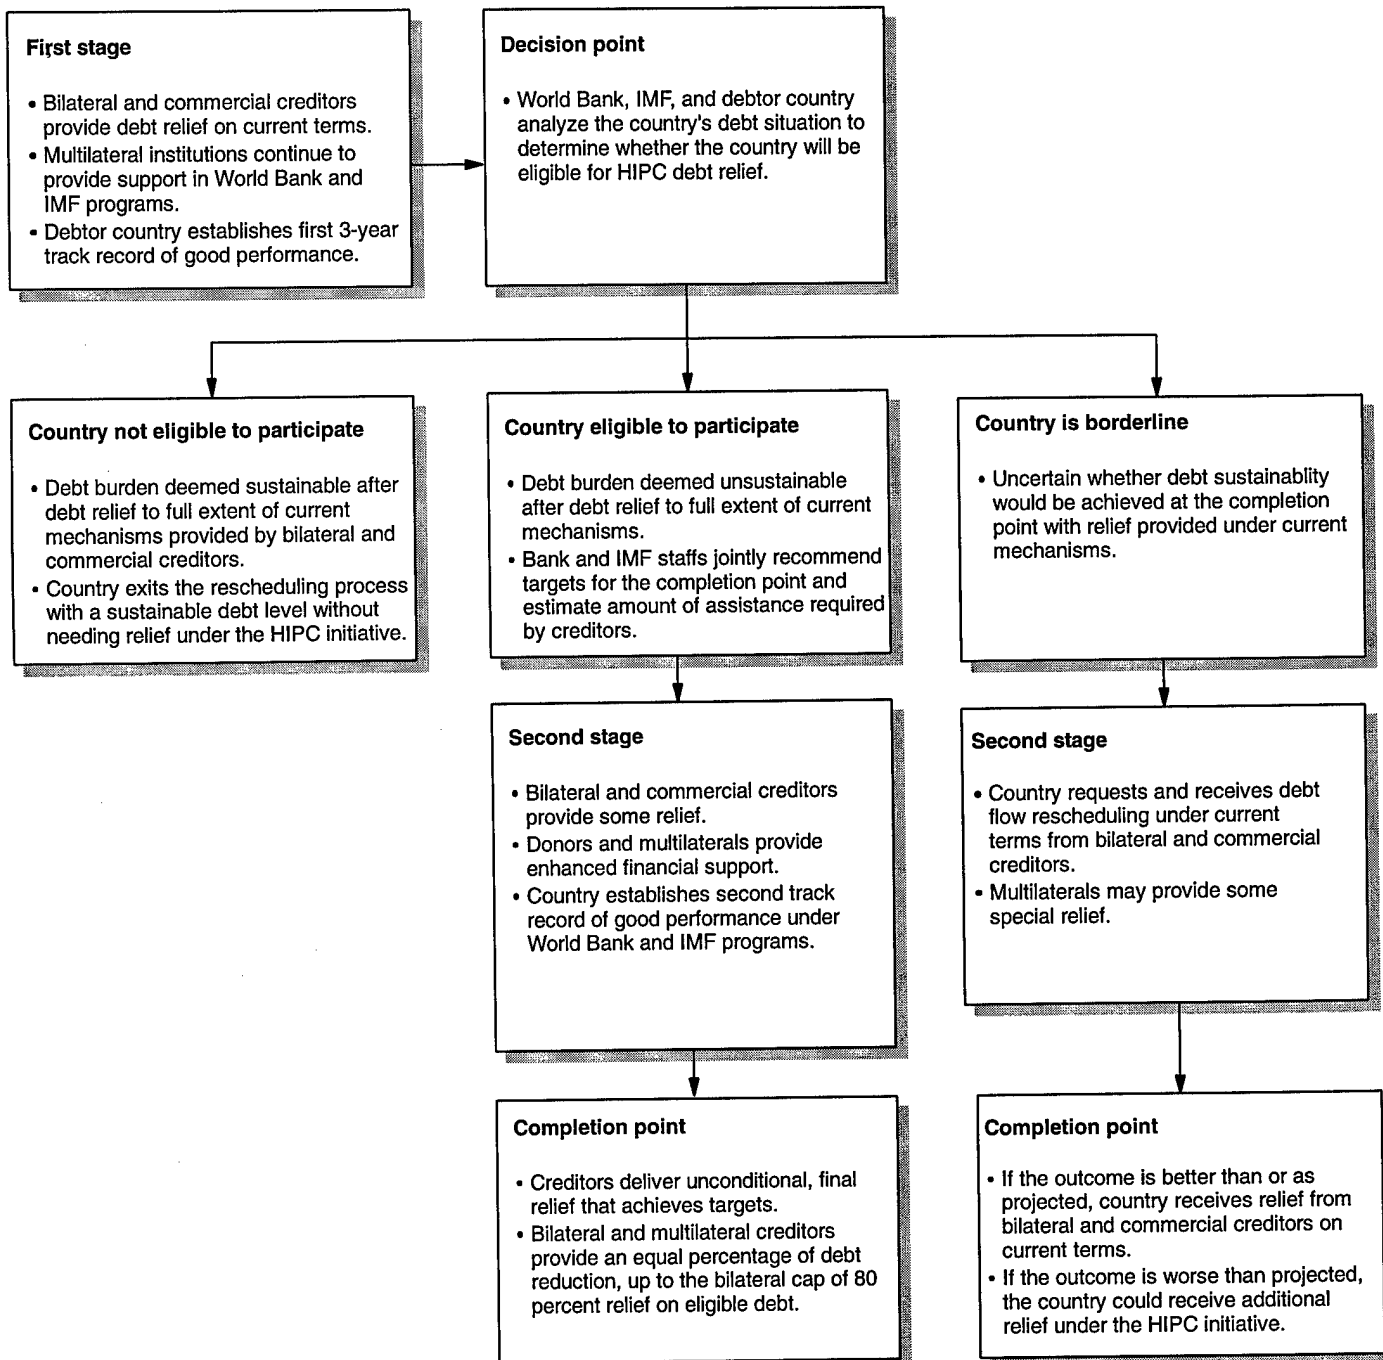 First stage
• Bilateral and commercial creditors
provide debt relief on current terms.
• Multilateral institutions continue to
provide support in World Bank and
IMF programs.
• Debtor country establishes first 3-year
track record of good performance.
Decision point
• World Bank, IMF, and debtor country
analyze the country's debt situation to
determine whether the country will be
eligible for HIPC debt relief.
Country not eligible to participate
• Debt burden deemed sustainable after
debt relief to full extent of current
mechanisms provided by bilateral and
commercial creditors.
• Country exits the rescheduling process
with a sustainable debt level without
needing relief under the HIPC initiative.
Country eligible to participate
• Debt burden deemed unsustainable
after debt relief to full extent of current
mechanisms.
• Bank and IMF staffs jointly recommend
targets for the completion point and
estimate amount of assistance required
by creditors.
Country is borderline
• Uncertain whether debt sustainablity
would be achieved at the completion
point with relief provided under current
mechanisms.
Second stage
• Bilateral and commercial creditors
provide some relief.
• Donors and multilaterals provide
enhanced financial support.
• Country establishes second track
record of good performance under
World Bank and IMF programs.
Second stage
• Country requests and receives debt
flow rescheduling under current
terms from bilateral and commercial
creditors.
• Multilaterals may provide some
special relief.
Completion point
• Creditors deliver unconditional, final
relief that achieves targets.
• Bilateral and multilateral creditors
provide an equal percentage of debt
reduction, up to the bilateral cap of 80
percent relief on eligible debt.
Completion point
• If the outcome is better than or as
projected, country receives relief from
bilateral and commercial creditors on
current terms.
• If the outcome is worse than projected,
the country could receive additional
relief under the HIPC initiative.